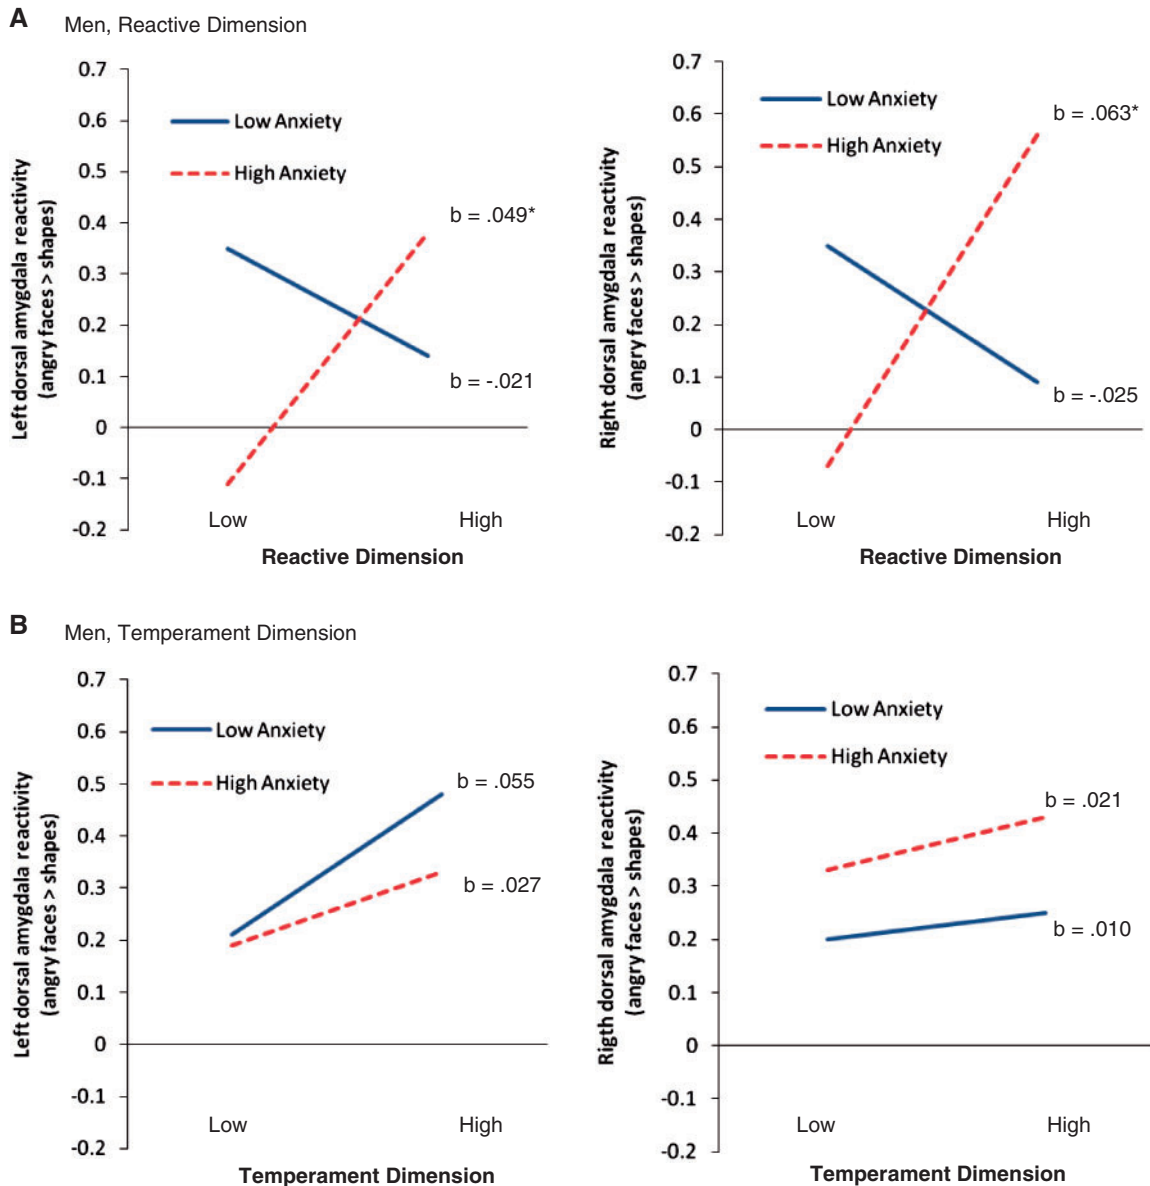 A Men, Reactive Dimension
Left dorsal amygdala reactivity
(angry faces > shapes)
0.7
0.6
0.5
0.4
0.3
0.2
0.1
0
-0.1
-0.2
Low Anxiety
High Anxiety
b = .049*
b = -.021
Low High
Reactive Dimension
Right dorsal amygdala reactivity
(angry faces > shapes)
0.7
0.6
0.5
0.4
0.3
0.2
0.1
0
-0.1
-0.2
Low Anxiety
High Anxiety
b = .063*
b = -.025
Low High
Reactive Dimension
B Men, Temperament Dimension
Left dorsal amygdala reactivity
(angry faces > shapes)
0.7
0.6
0.5
0.4
0.3
0.2
0.1
0
-0.1
-0.2
Low Anxiety
High Anxiety
b = .055
b = .027
Low High
Temperament Dimension
Rigth dorsal amygdala reactivity
(angry faces > shapes)
0.7
0.6
0.5
0.4
0.3
0.2
0.1
0
-0.1
-0.2
Low Anxiety
High Anxiety
b = .021
b = .010
Low High
Temperament Dimension